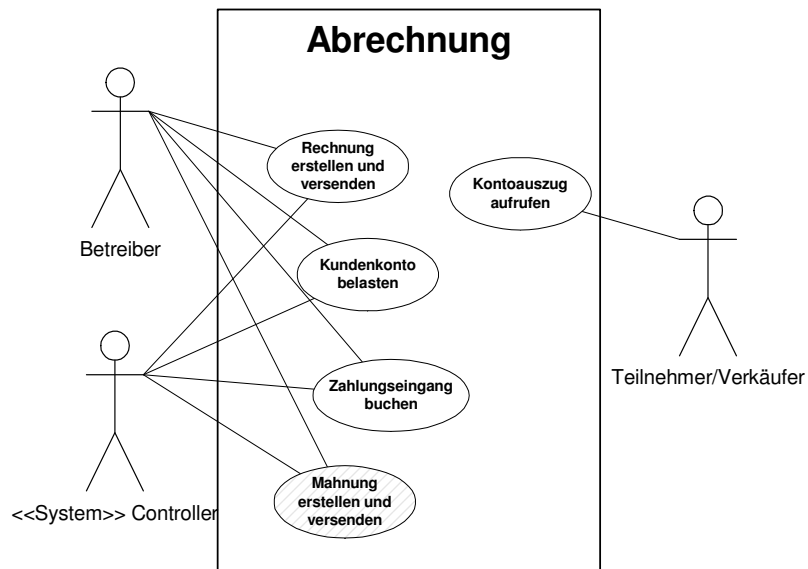 Abrechnung
Rechnung
erstellen und
versenden
Kontoauszug
aufrufen
Betreiber
Kundenkonto
belasten
Teilnehmer/Verkäufer
Zahlungseingang
buchen
Mahnung
erstellen und
versenden
<<System>> Controller